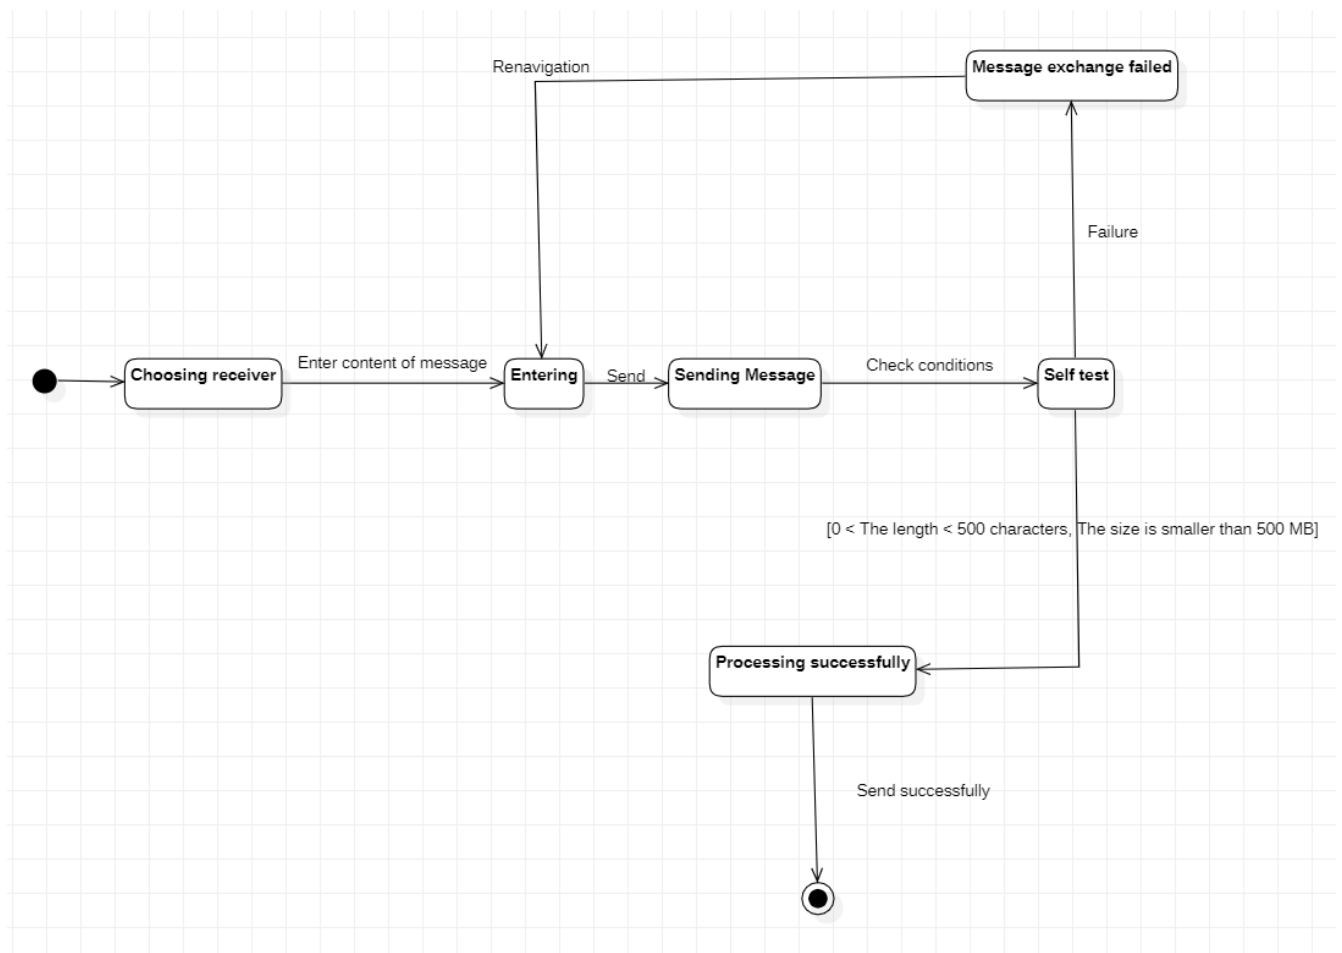 Renavigation
Message exchange failed
Failure
Choosing receiver
Enter content of message
Entering
Send
Sending Message
Check conditions
Self test
[0 < The length < 500 characters, The size is smaller than 500 MB]
Processing successfully
Send successfully